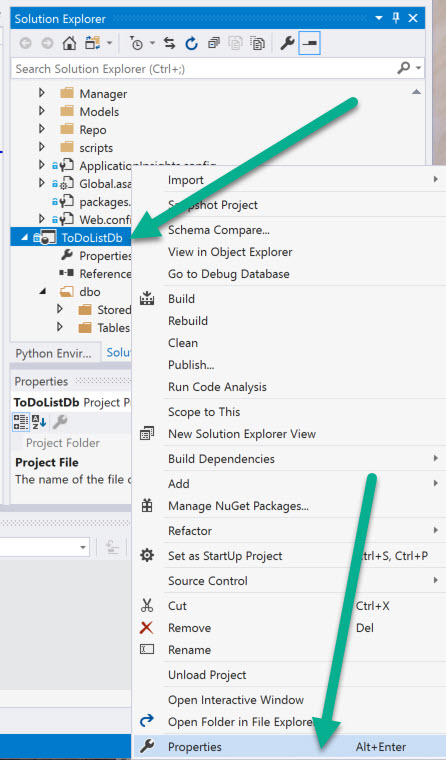 Solution Explorer
Search Solution Explorer (Ctrl+;)
Manager
Models
Repo
scripts
ApplicationInsights.config
Global.asa
packages.
Web.confi
ToDoListDb
Properties
Reference
dbo
Stored
Tables
Python Envir... Solu
Properties
ToDoListDb Project P
Project Folder
Project File
The name of the file c
Import
Snapshot Project
Schema Compare...
View in Object Explorer
Go to Debug Database
Build
Rebuild
Clean
Publish...
Run Code Analysis
Scope to This
New Solution Explorer View
Build Dependencies
Add
Manage NuGet Packages...
Refactor
Set as StartUp Project Ctrl+S, Ctrl+P
Source Control
Cut Ctrl+X
Remove Del
Rename
Unload Project
Open Interactive Window
Open Folder in File Explorer
Properties Alt+Enter